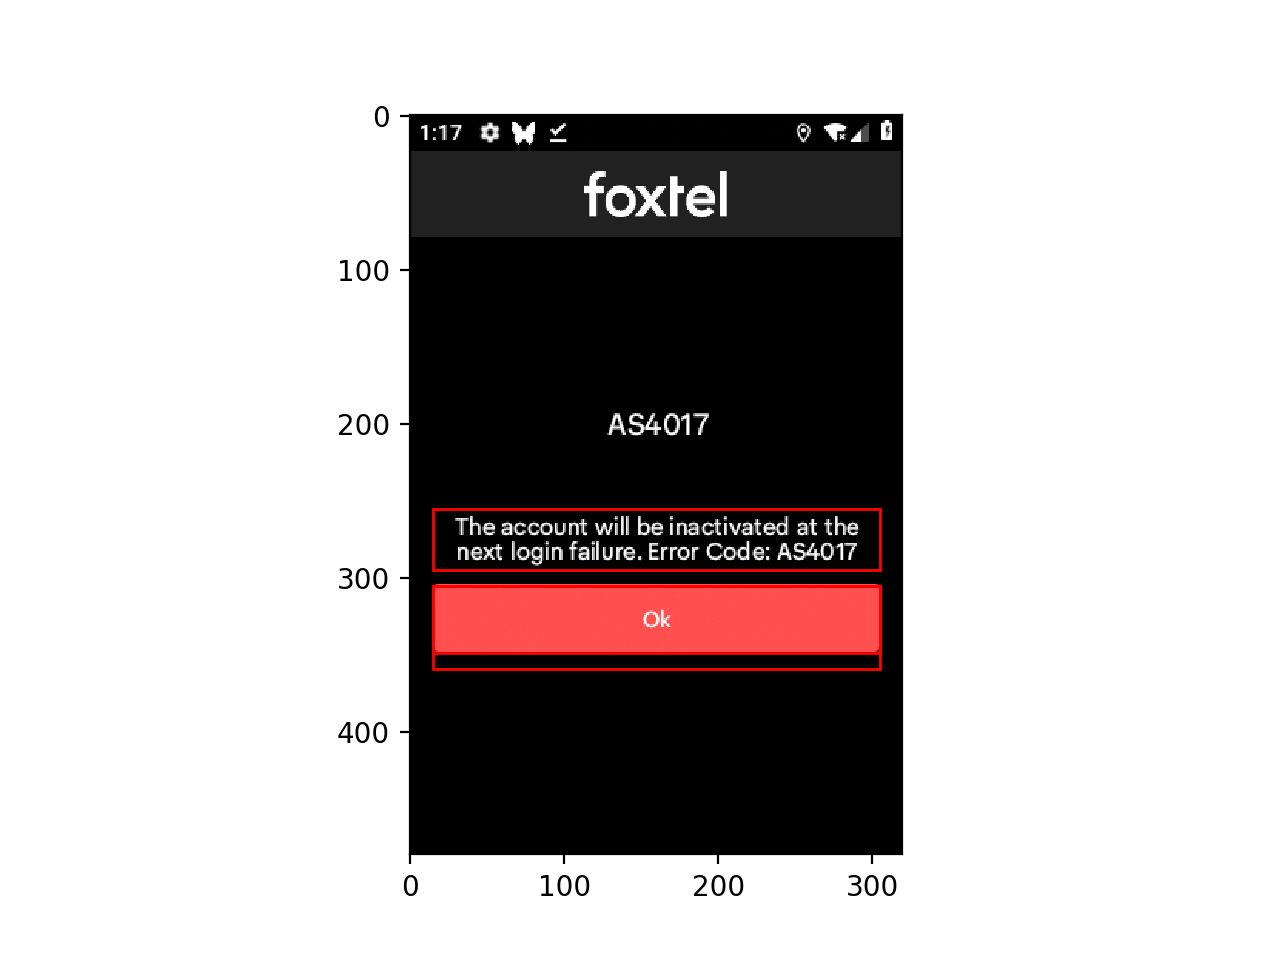 0
1:17
foxtel
100
200
AS4017
The account will be inactivated at the
next login failure. Error Code: AS4017
300
Ok
400
0 100 200 300